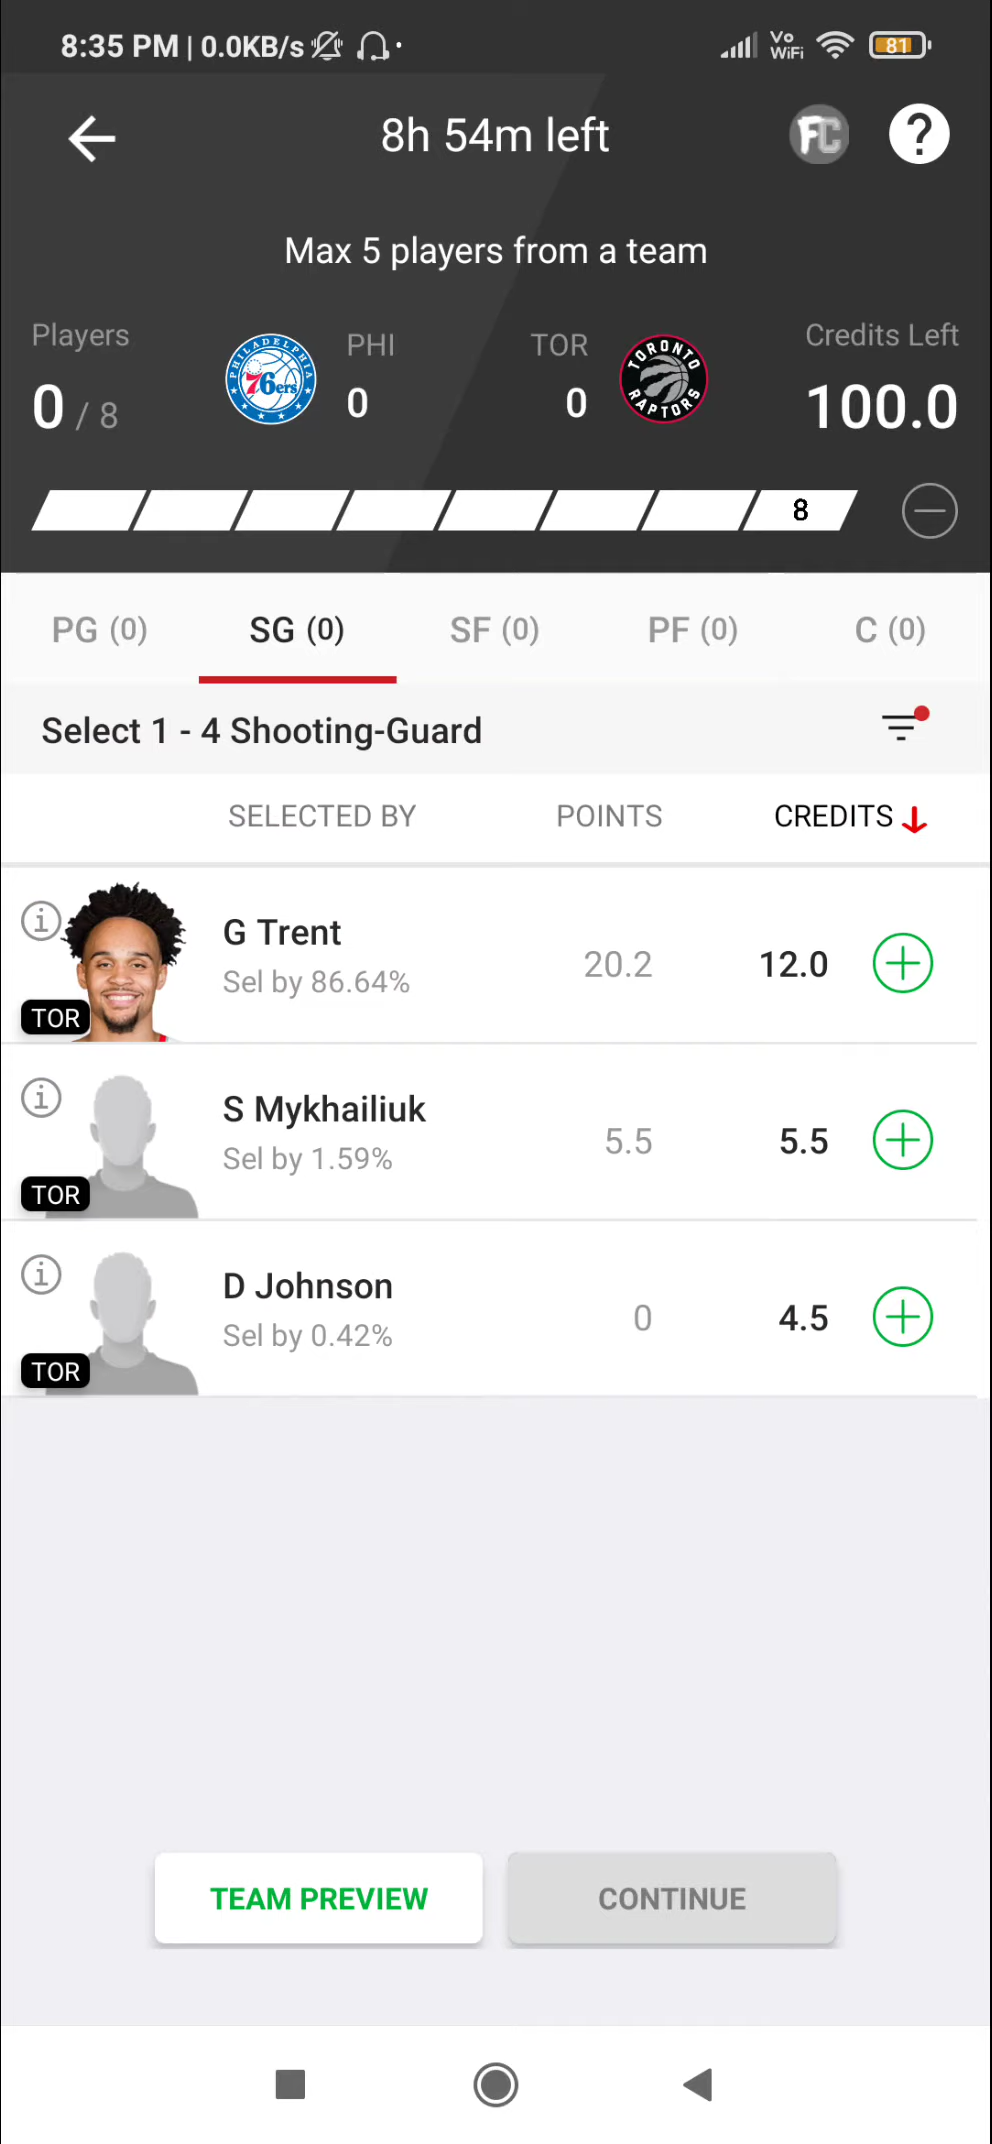 8:35 PM | 0.0KB/s
Vo WiFi
81
8h 54m left
FC
?
Max 5 players from a team
Players
PHI
TOR
Credits Left
PHILADELPHIA
76ers
TORONTO
RAPTORS
0 / 8
0
0
100.0
8
PG (0)
SG (0)
SF (0)
PF (0)
C (0)
Select 1 - 4 Shooting-Guard
SELECTED BY
POINTS
CREDITS
i
G Trent
Sel by 86.64%
20.2
12.0
TOR
i
S Mykhailiuk
Sel by 1.59%
5.5
5.5
TOR
i
D Johnson
Sel by 0.42%
0
4.5
TOR
TEAM PREVIEW
CONTINUE